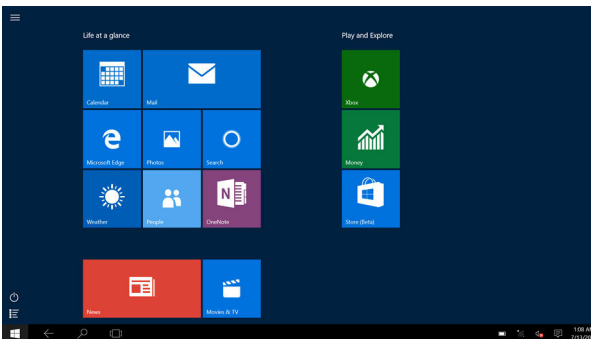 Life at a glance
Play and Explore
Calendar
Mail
Xbox
Microsoft Edge
Photos
Search
Money
Weather
People
OneNote
N
Store (Beta)
News
Movies & TV
1:08 AM